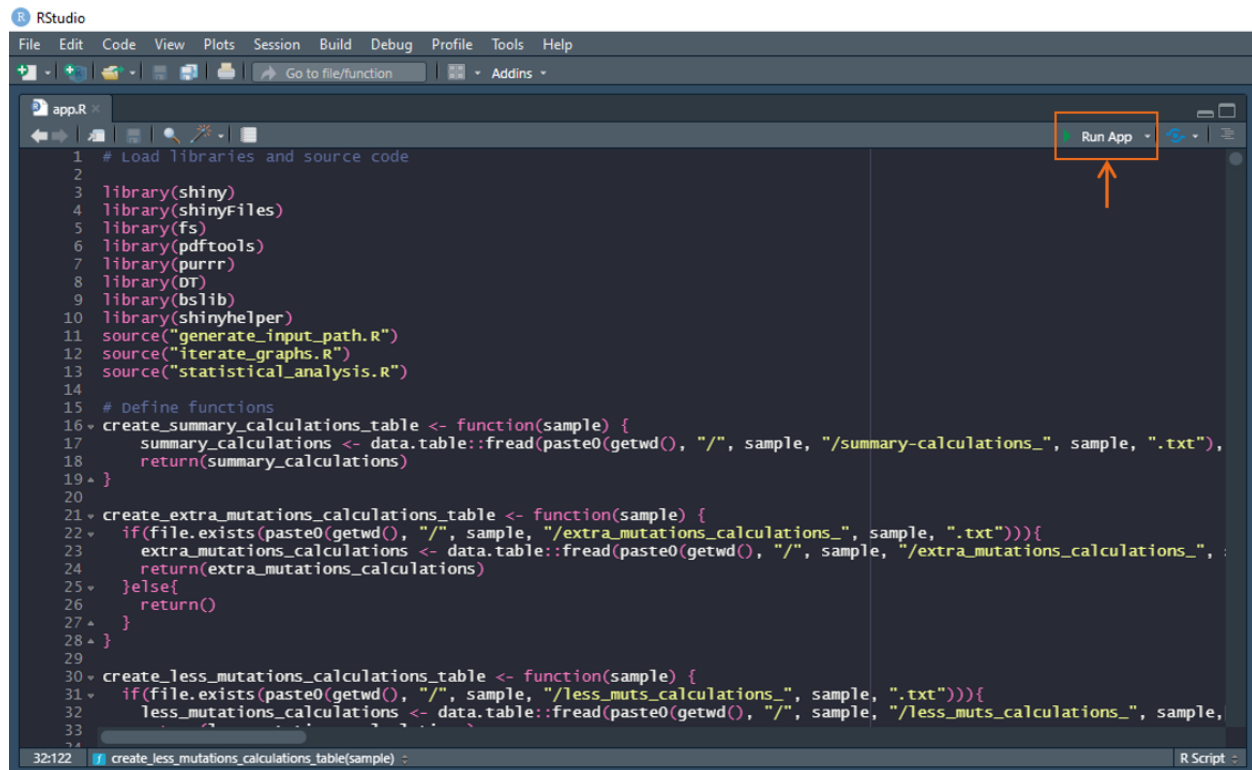 RStudio
File Edit Code View Plots Session Build Debug Profile Tools Help
Go to file/function Addins
app.R
Run App
1 # Load libraries and source code
2
3 library(shiny)
4 library(shinyFiles)
5 library(fs)
6 library(pdftools)
7 library(purrr)
8 library(DT)
9 library(bslib)
10 library(shinyhelper)
11 source("generate_input_path.R")
12 source("iterate_graphs.R")
13 source("statistical_analysis.R")
14
15 # Define functions
16 create_summary_calculations_table <- function(sample) {
17 summary_calculations <- data.table::fread(paste0(getwd(), "/", sample, "/summary-calculations_", sample, ".txt"),
18 return(summary_calculations)
19 }
20
21 create_extra_mutations_calculations_table <- function(sample) {
22 if(file.exists(paste0(getwd(), "/", sample, "/extra_mutations_calculations_", sample, ".txt"))){
23 extra_mutations_calculations <- data.table::fread(paste0(getwd(), "/", sample, "/extra_mutations_calculations_",
24 return(extra_mutations_calculations)
25 }else{
26 return()
27 }
28 }
29
30 create_less_mutations_calculations_table <- function(sample) {
31 if(file.exists(paste0(getwd(), "/", sample, "/less_muts_calculations_", sample, ".txt"))){
32 less_mutations_calculations <- data.table::fread(paste0(getwd(), "/", sample, "/less_muts_calculations_", sample,
33
32:122 create_less_mutations_calculations_table(sample) R Script